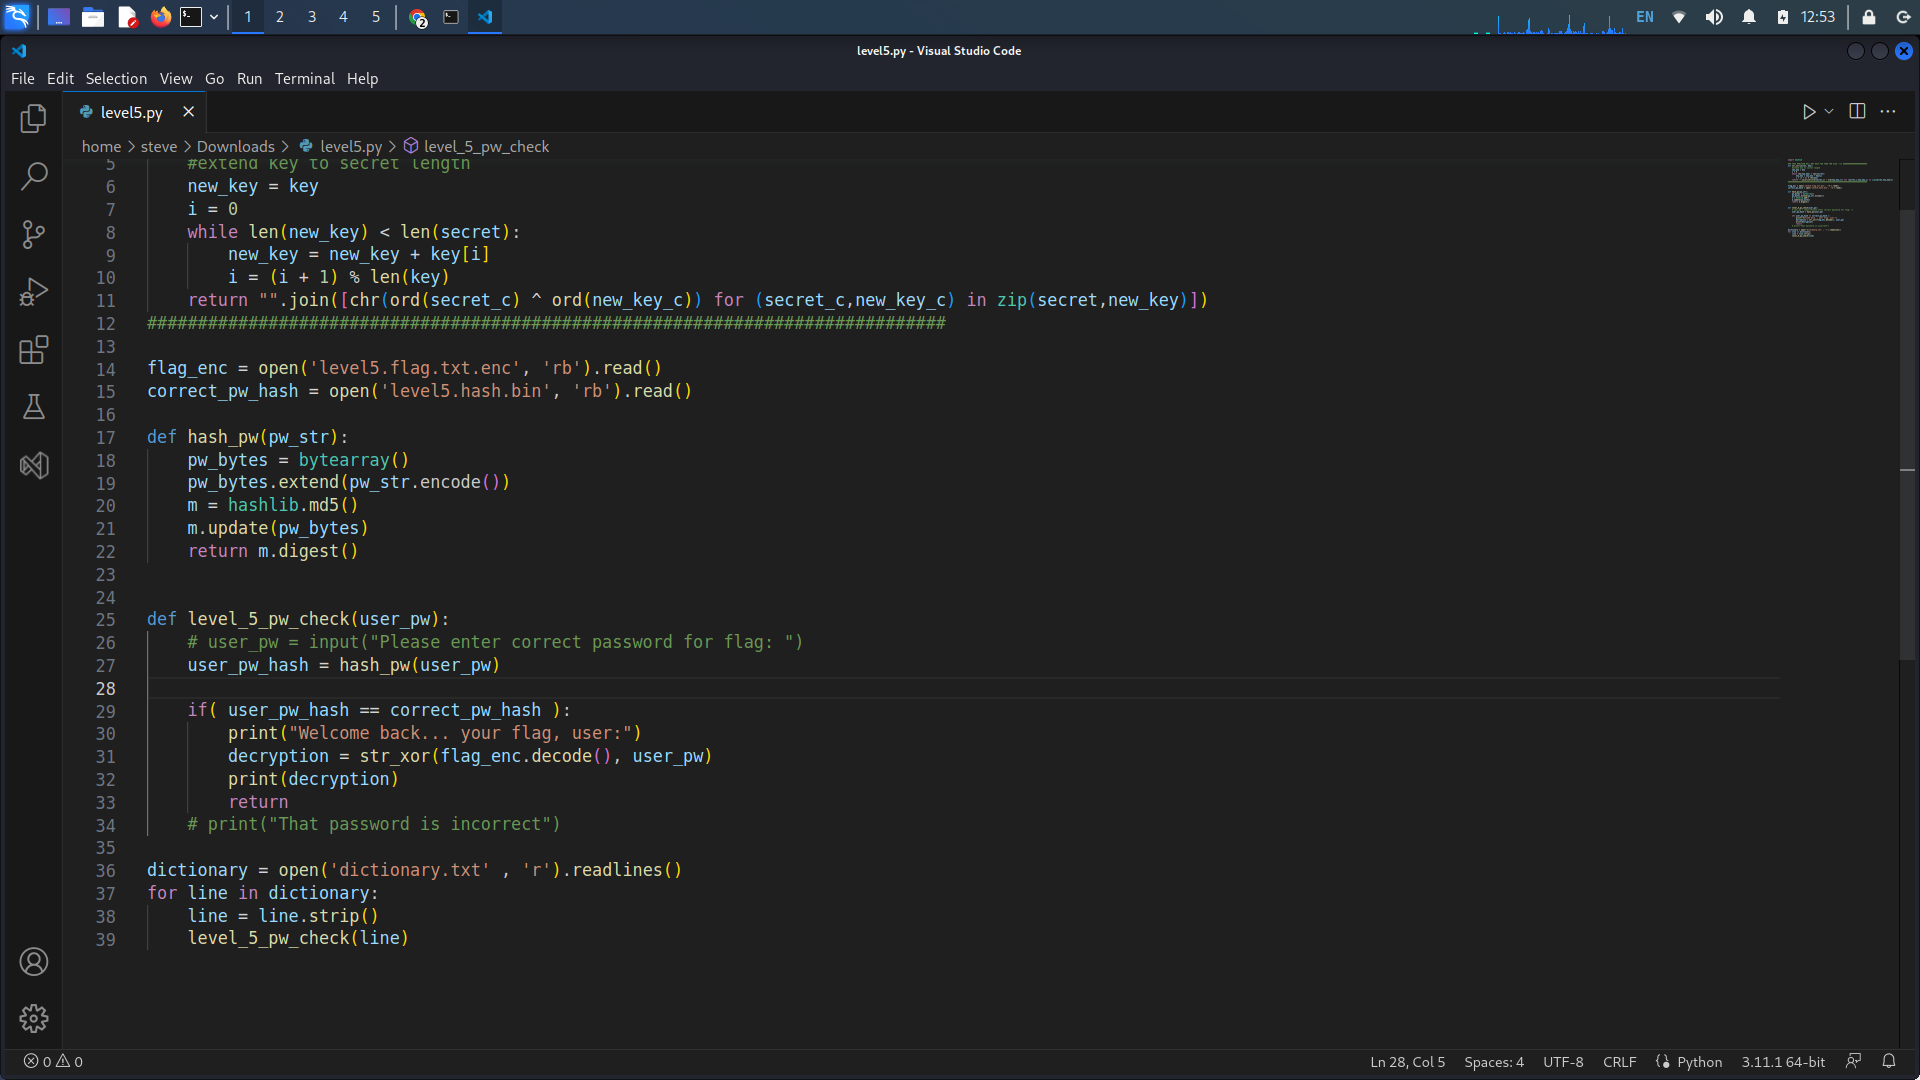 1 2 3 4 5 2 EN 12:53
level5.py - Visual Studio Code
File Edit Selection View Go Run Terminal Help
level5.py
home > steve > Downloads > level5.py > level_5_pw_check
5 #extend key to secret length
6 new_key = key
7 i = 0
8 while len(new_key) < len(secret):
9 new_key = new_key + key[i]
10 i = (i + 1) % len(key)
11 return "".join([chr(ord(secret_c) ^ ord(new_key_c)) for (secret_c,new_key_c) in zip(secret,new_key)])
12 ###############################################################################
13
14 flag_enc = open('level5.flag.txt.enc', 'rb').read()
15 correct_pw_hash = open('level5.hash.bin', 'rb').read()
16
17 def hash_pw(pw_str):
18 pw_bytes = bytearray()
19 pw_bytes.extend(pw_str.encode())
20 m = hashlib.md5()
21 m.update(pw_bytes)
22 return m.digest()
23
24
25 def level_5_pw_check(user_pw):
26 # user_pw = input("Please enter correct password for flag: ")
27 user_pw_hash = hash_pw(user_pw)
28
29 if( user_pw_hash == correct_pw_hash ):
30 print("Welcome back... your flag, user:")
31 decryption = str_xor(flag_enc.decode(), user_pw)
32 print(decryption)
33 return
34 # print("That password is incorrect")
35
36 dictionary = open('dictionary.txt' , 'r').readlines()
37 for line in dictionary:
38 line = line.strip()
39 level_5_pw_check(line)
0 0 Ln 28, Col 5 Spaces: 4 UTF-8 CRLF Python 3.11.1 64-bit